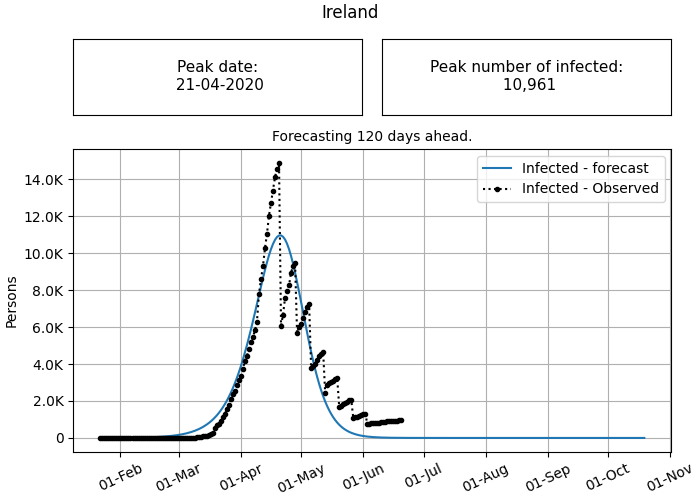 Ireland
Peak date:
21-04-2020
Peak number of infected:
10,961
Forecasting 120 days ahead.
Infected - forecast
Infected - Observed
14.0K
12.0K
10.0K
8.0K
6.0K
4.0K
2.0K
0
Persons
01-Feb
01-Mar
01-Apr
01-May
01-Jun
01-Jul
01-Aug
01-Sep
01-Oct
01-Nov